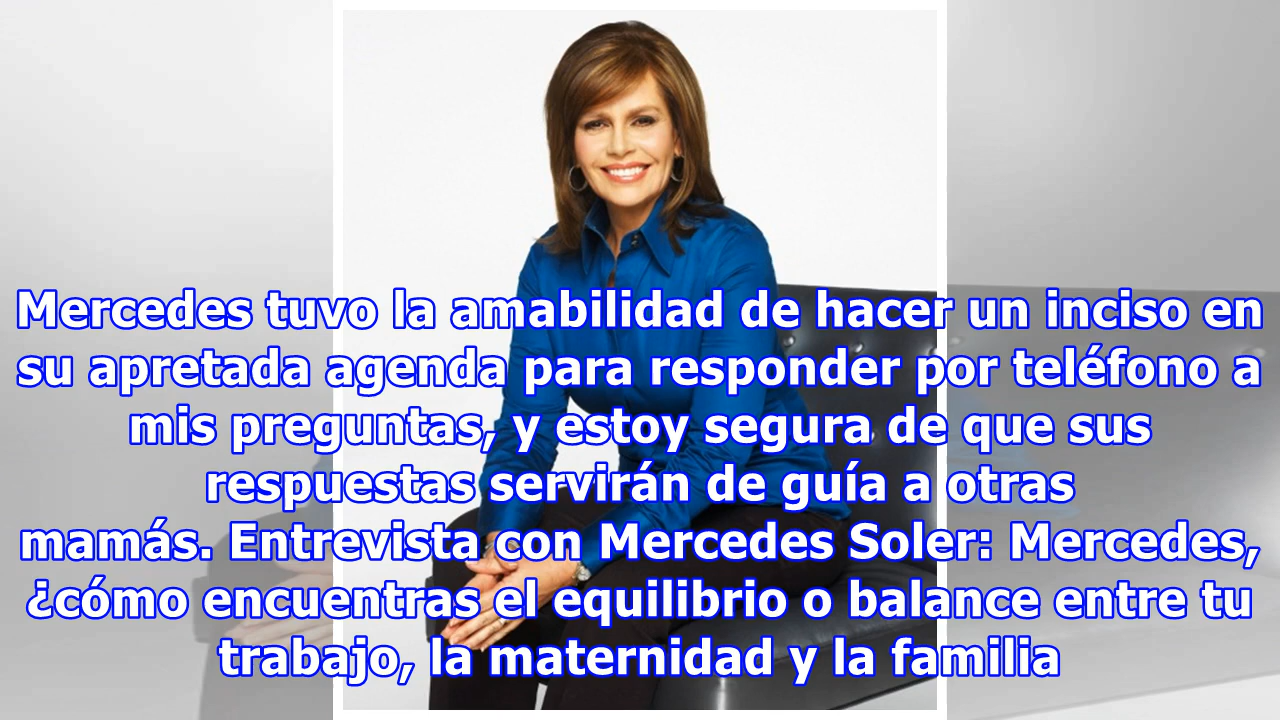 Mercedes tuvo la amabilidad de hacer un inciso en
su apretada agenda para responder por teléfono a
mis preguntas, y estoy segura de que sus
respuestas servirán de guía a otras
mamás. Entrevista con Mercedes Soler: Mercedes,
¿cómo encuentras el equilibrio o balance entre tu
trabajo, la maternidad y la familia